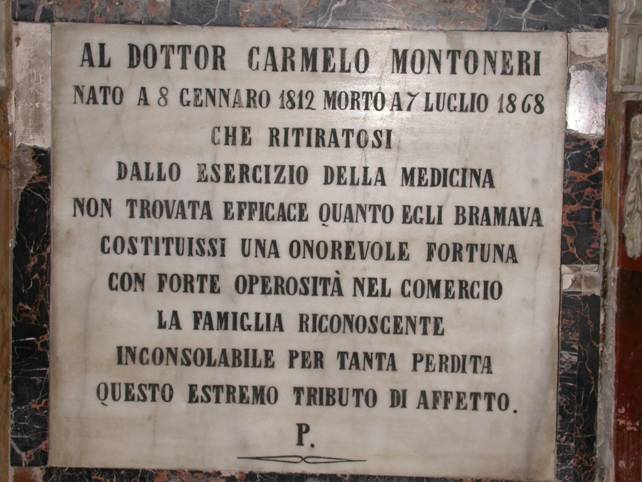 AL DOTTOR CARMELO MONTONERI
NATO A 8 GENNARO 1812 MORTO A 7 LUGLIO 1868
CHE RITIRATOSI
DALLO ESERCIZIO DELLA MEDICINA
NON TROVATA EFFICACE QUANTO EGLI BRAMAVA
COSTITUISSI UNA ONOREVOLE FORTUNA
CON FORTE OPEROSITÀ NEL COMERCIO
LA FAMIGLIA RICONOSCENTE
INCONSOLABILE PER TANTA PERDITA
QUESTO ESTREMO TRIBUTO DI AFFETTO.
P.